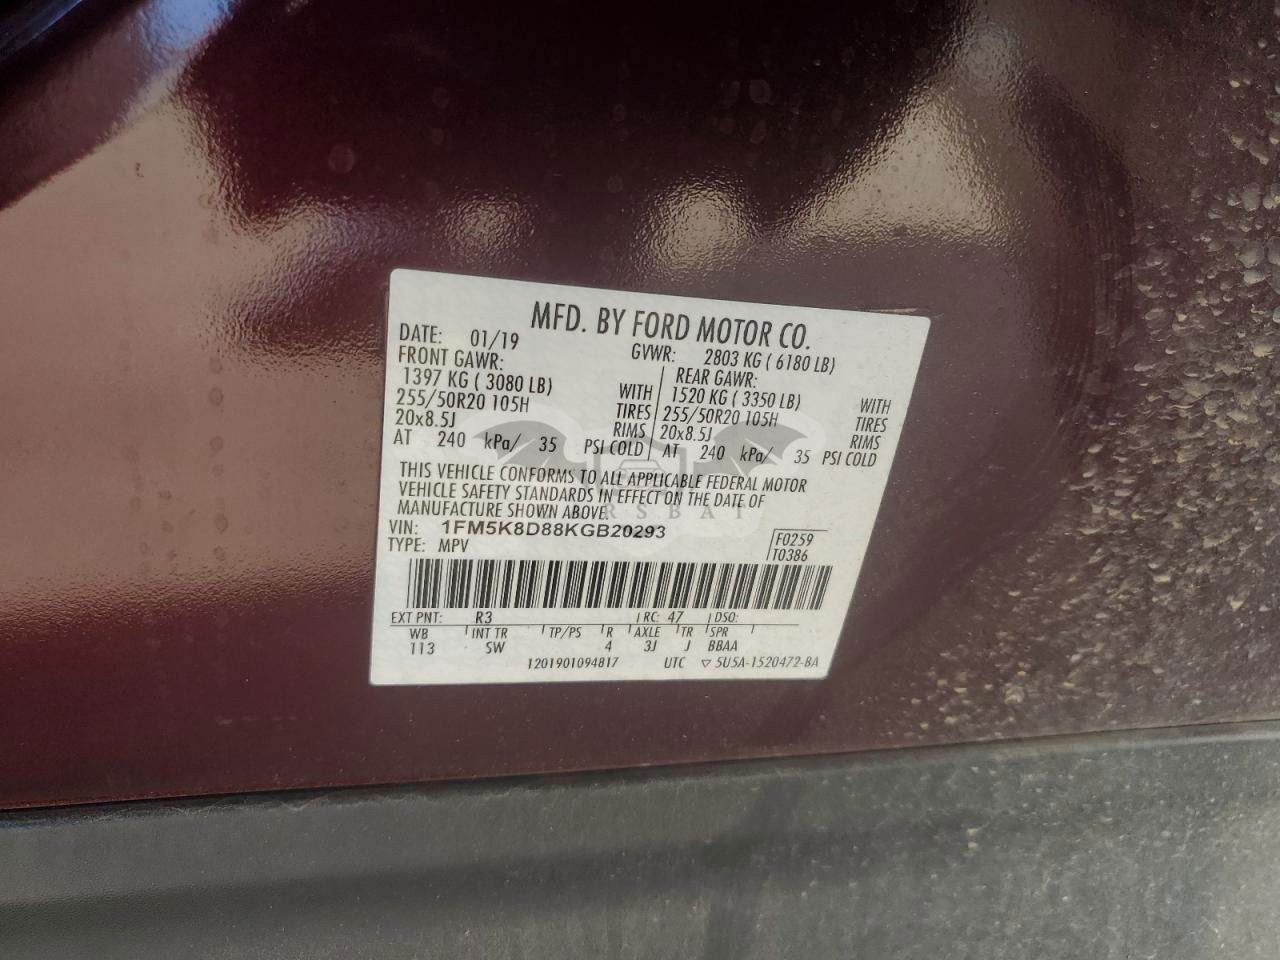 MFD. BY FORD MOTOR CO.
DATE: 01/19 GVWR: 2803 KG ( 6180 LB)
FRONT GAWR: REAR GAWR:
1397 KG ( 3080 LB) WITH 1520 KG ( 3350 LB) WITH
255/50R20 105H TIRES 255/50R20 105H TIRES
20x8.5J RIMS 20x8.5J RIMS
AT 240 kPa/ 35 PSI COLD AT 240 kPa/ 35 PSI COLD
THIS VEHICLE CONFORMS TO ALL APPLICABLE FEDERAL MOTOR
VEHICLE SAFETY STANDARDS IN EFFECT ON THE DATE OF
MANUFACTURE SHOWN ABOVE.
RSBAT
VIN: 1FM5K8D88KGB20293 F0259
TYPE: MPV T0386
EXT PNT: R3 RC: 47 DSO:
WB INT TR TP/PS R AXLE TR SPR
113 SW 4 3J J BBAA
1201901094817 UTC ▽ 5U5A-1520472-BA